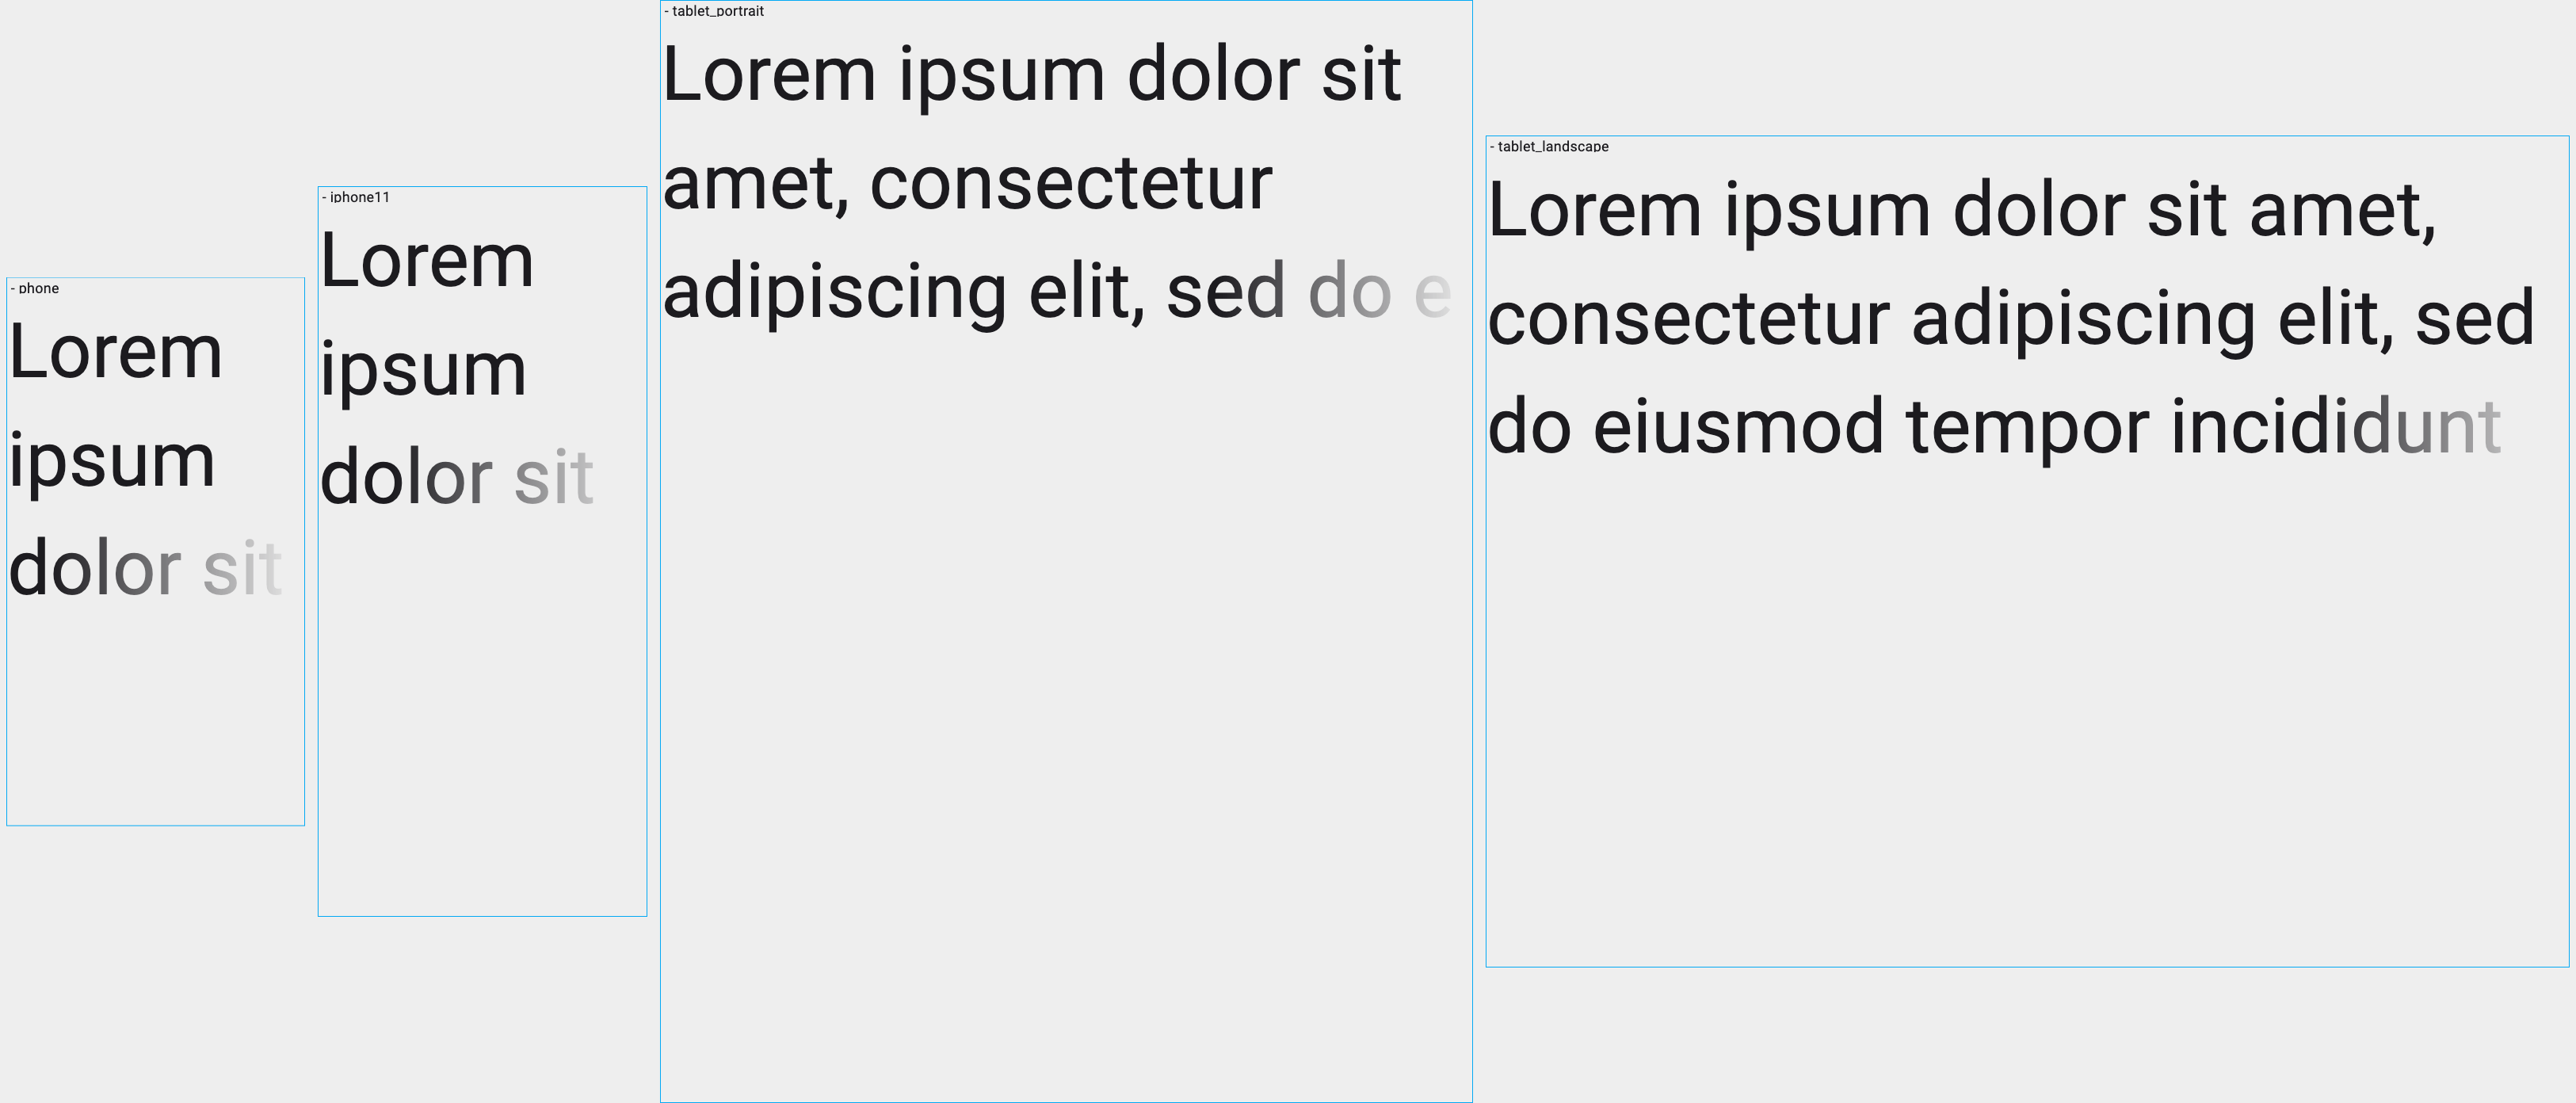 - phone
Lorem
ipsum
dolor sit
- iphone11
Lorem
ipsum
dolor sit
- tablet_portrait
Lorem ipsum dolor sit
amet, consectetur
adipiscing elit, sed do e
- tablet_landscape
Lorem ipsum dolor sit amet,
consectetur adipiscing elit, sed
do eiusmod tempor incididunt